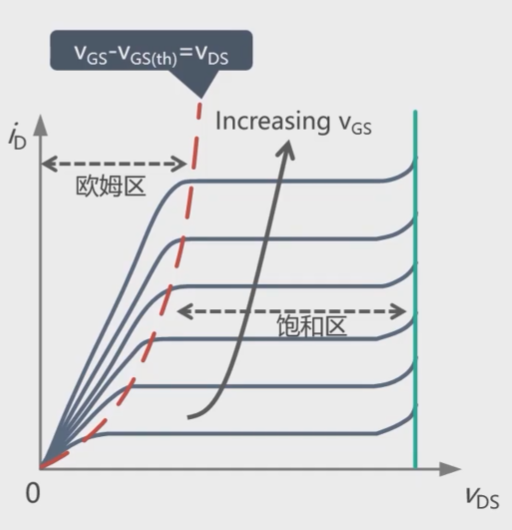 vGS-vGS(th)=vDS
Increasing vGS
iD
欧姆区
饱和区
0
vDS